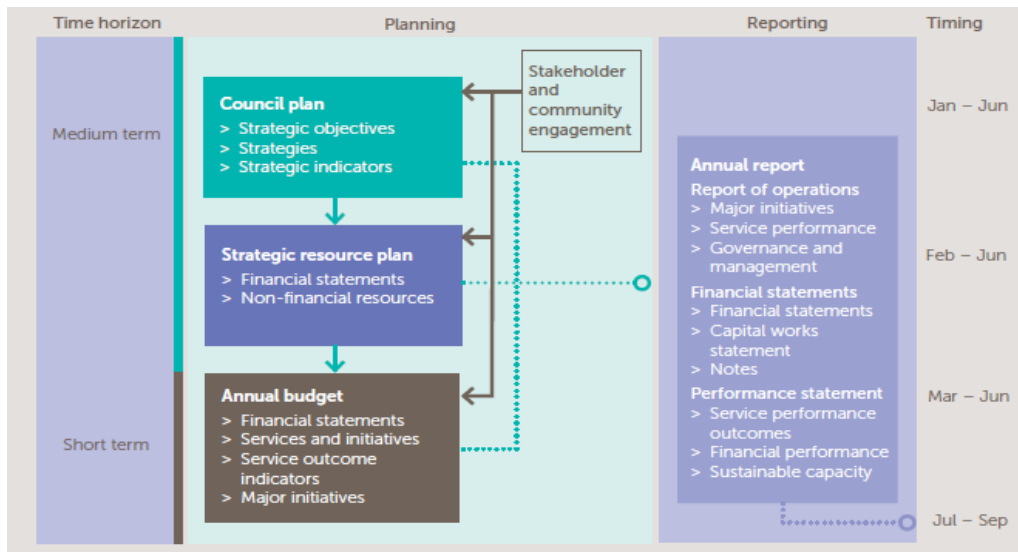 Time horizon
Planning
Reporting
Timing
Medium term
Short term
Stakeholder
and
community
engagement
Council plan
> Strategic objectives
> Strategies
> Strategic indicators
Strategic resource plan
> Financial statements
> Non-financial resources
Annual budget
> Financial statements
> Services and initiatives
> Service outcome
indicators
> Major initiatives
Annual report
Report of operations
> Major initiatives
> Service performance
> Governance and
management
Financial statements
> Financial statements
> Capital works
statement
> Notes
Performance statement
> Service performance
outcomes
> Financial performance
> Sustainable capacity
Jan – Jun
Feb – Jun
Mar – Jun
Jul – Sep